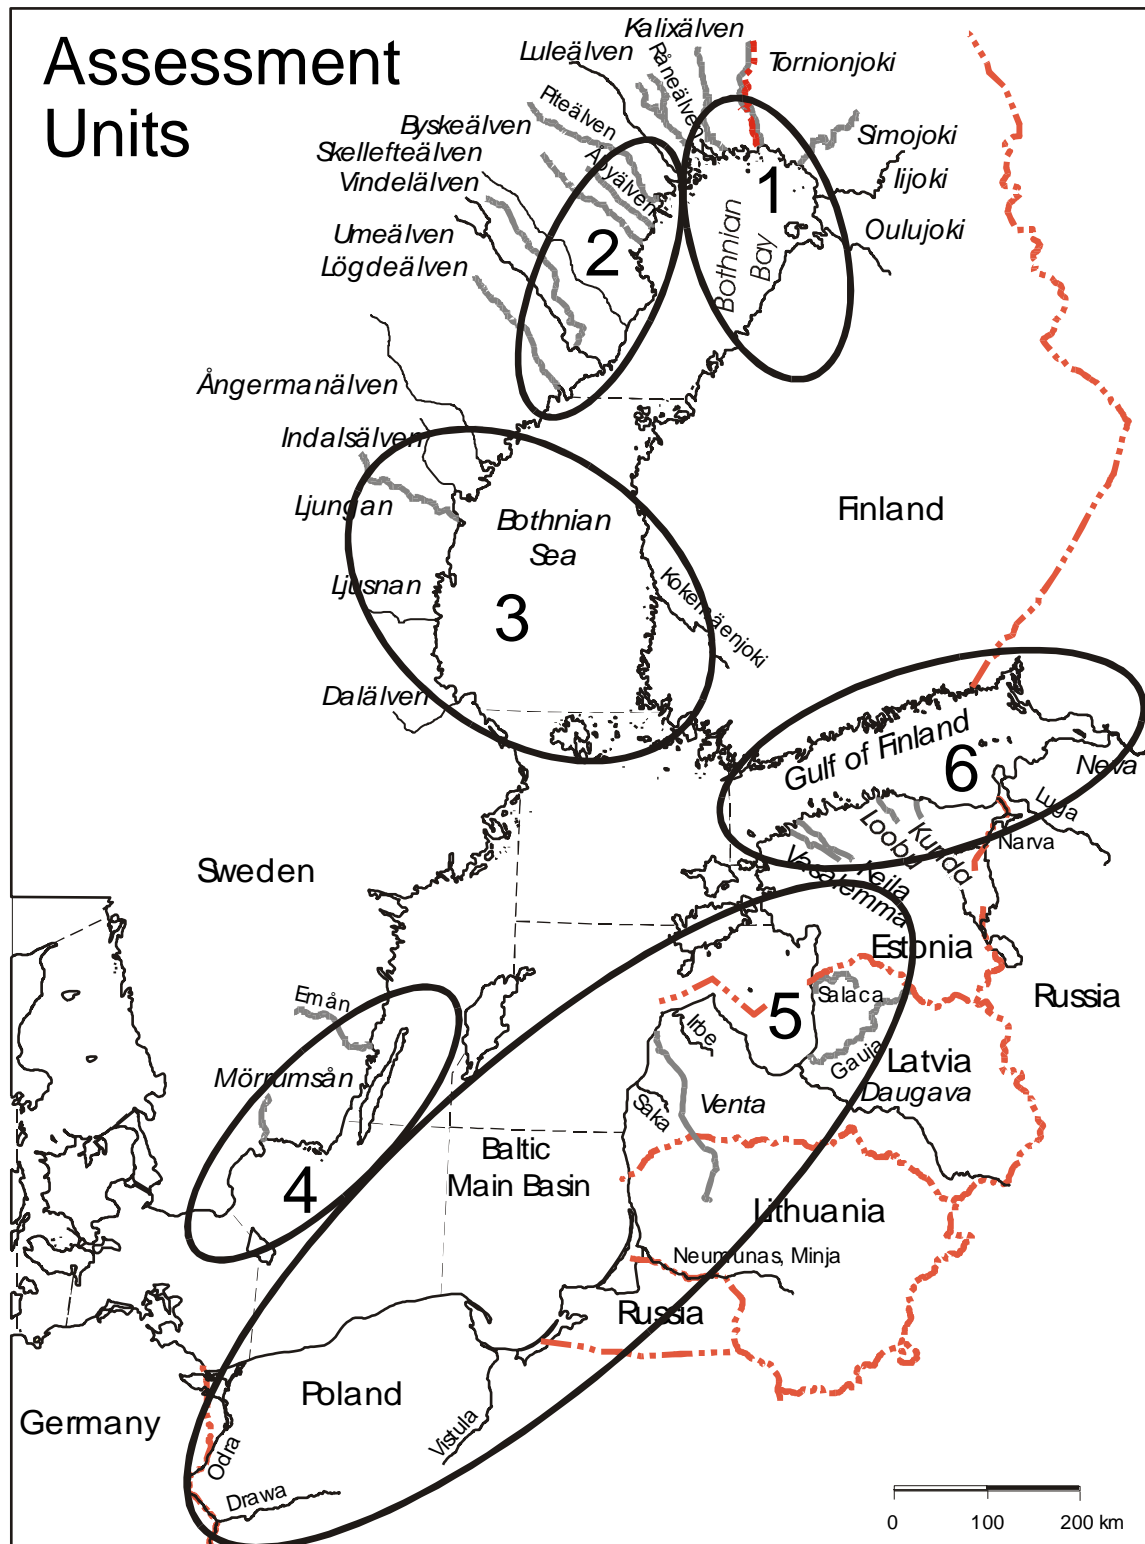 Assessment
Units
Kalixälven
Luleälven
Råneälven
Tornionjoki
Piteälven
Byskeälven
Åbyälven
Simojoki
Skellefteälven
Iijoki
Vindelälven
1
Oulujoki
Umeälven
2
Bothnian
Bay
Lögdeälven
Ångermanälven
Indalsälven
Ljungan
Bothnian
Sea
Finland
Ljusnan
3
Kokemäenjoki
Dalälven
Gulf of Finland
6
Neva
Luga
Loobu
Kunda
Narva
Sweden
Vasalemma
Keila
Estonia
Emån
Salaca
Russia
5
Irbe
Gauja
Latvia
Mörrumsån
Daugava
Saka
Venta
Baltic
Main Basin
4
Lithuania
Neumunas, Minja
Russia
Poland
Germany
Vistula
Odra
Drawa
0 100 200 km